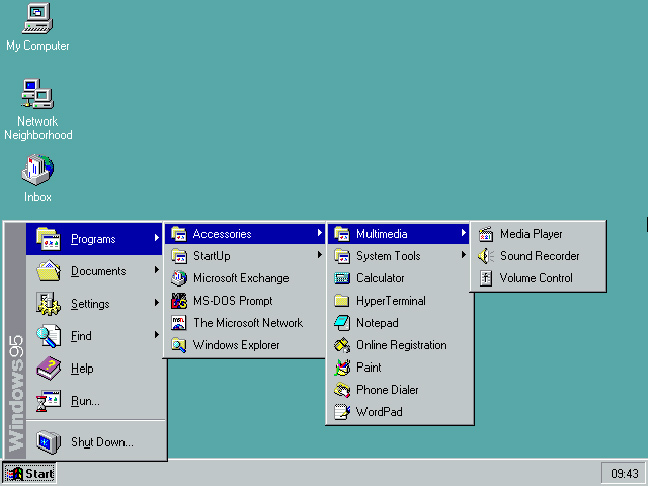 My Computer
Network
Neighborhood
Inbox
Programs
Documents
Settings
Find
Help
Run...
Shut Down...
Windows95
Accessories
StartUp
Microsoft Exchange
MS-DOS Prompt
The Microsoft Network
Windows Explorer
Multimedia
System Tools
Calculator
HyperTerminal
Notepad
Online Registration
Paint
Phone Dialer
WordPad
Media Player
Sound Recorder
Volume Control
Start
09:43